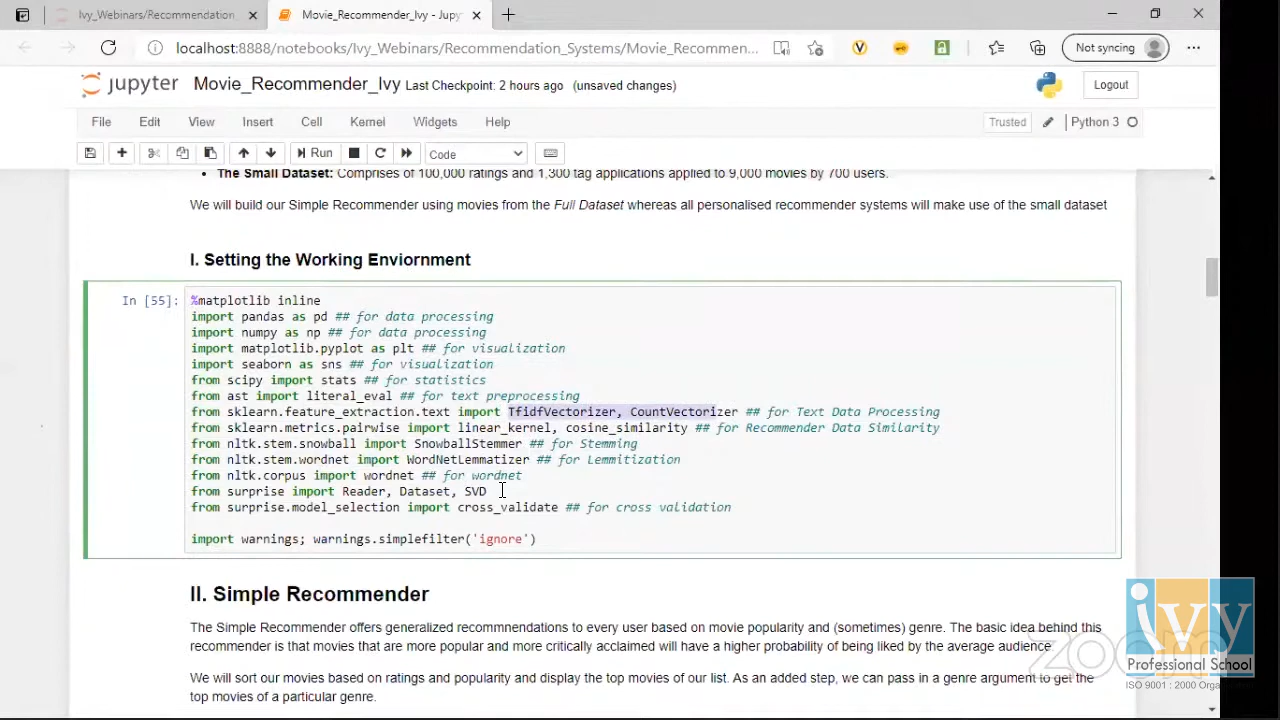 Ivy_Webinars/Recommendation
Movie_Recommender_Ivy - Jupyt
localhost:8888/notebooks/Ivy_Webinars/Recommendation_Systems/Movie_Recommen...
Not syncing
jupyter Movie_Recommender_Ivy Last Checkpoint: 2 hours ago (unsaved changes)
Logout
File Edit View Insert Cell Kernel Widgets Help
Trusted
Python 3
Run
Code
• The Small Dataset: Comprises of 100,000 ratings and 1,300 tag applications applied to 9,000 movies by 700 users.
We will build our Simple Recommender using movies from the Full Dataset whereas all personalised recommender systems will make use of the small dataset
I. Setting the Working Enviornment
In [55]:
%matplotlib inline
import pandas as pd ## for data processing
import numpy as np ## for data processing
import matplotlib.pyplot as plt ## for visualization
import seaborn as sns ## for visualization
from scipy import stats ## for statistics
from ast import literal_eval ## for text preprocessing
from sklearn.feature_extraction.text import TfidfVectorizer, CountVectorizer ## for Text Data Processing
from sklearn.metrics.pairwise import linear_kernel, cosine_similarity ## for Recommender Data Similarity
from nltk.stem.snowball import SnowballStemmer ## for Stemming
from nltk.stem.wordnet import WordNetLemmatizer ## for Lemmitization
from nltk.corpus import wordnet ## for wordnet
from surprise import Reader, Dataset, SVD
from surprise.model_selection import cross_validate ## for cross validation
import warnings; warnings.simplefilter('ignore')
II. Simple Recommender
The Simple Recommender offers generalized recommendations to every user based on movie popularity and (sometimes) genre. The basic idea behind this
recommender is that movies that are more popular and more critically acclaimed will have a higher probability of being liked by the average audience.
We will sort our movies based on ratings and popularity and display the top movies of our list. As an added step, we can pass in a genre argument to get the
top movies of a particular genre.
zoom
ivy
Professional School
ISO 9001 : 2000 Orga